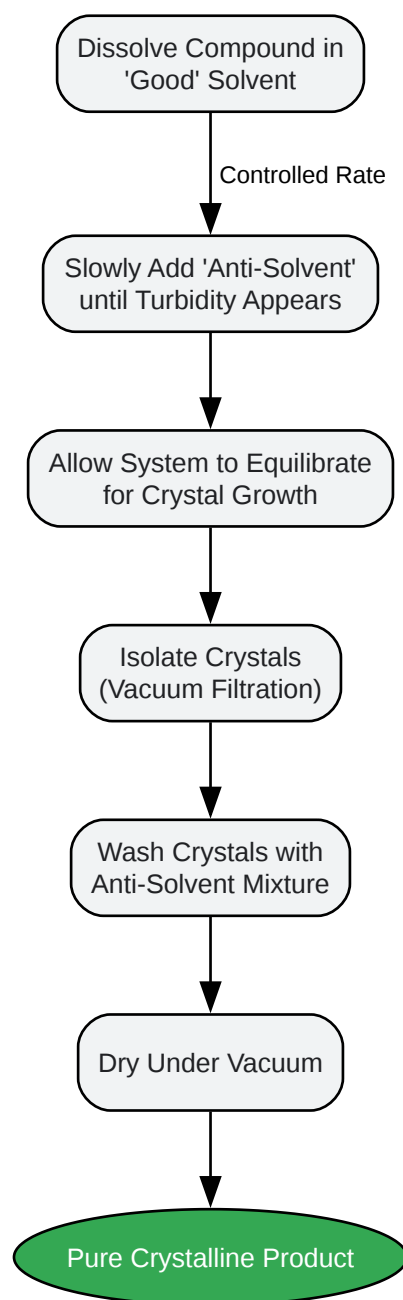 Dissolve Compound in
'Good' Solvent
Controlled Rate
Slowly Add 'Anti-Solvent'
until Turbidity Appears
Allow System to Equilibrate
for Crystal Growth
Isolate Crystals
(Vacuum Filtration)
Wash Crystals with
Anti-Solvent Mixture
Dry Under Vacuum
Pure Crystalline Product